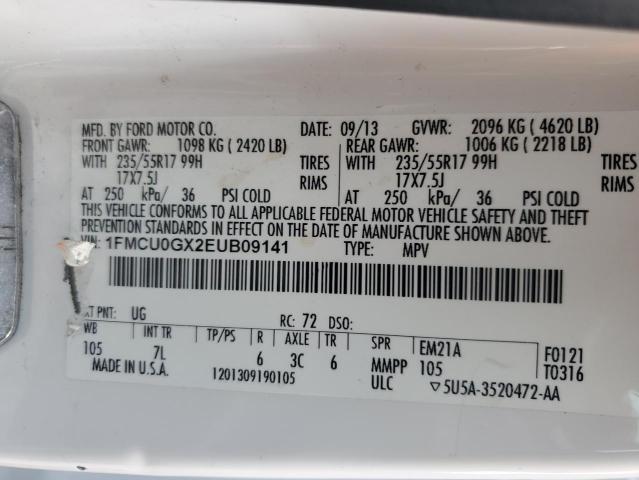 MFD. BY FORD MOTOR CO. DATE: 09/13 GVWR: 2096 KG ( 4620 LB)
FRONT GAWR: 1098 KG ( 2420 LB) REAR GAWR: 1006 KG ( 2218 LB)
WITH 235/55R17 99H TIRES WITH 235/55R17 99H TIRES
17X7.5J RIMS 17X7.5J RIMS
AT 250 kPa/ 36 PSI COLD AT 250 kPa/ 36 PSI COLD
THIS VEHICLE CONFORMS TO ALL APPLICABLE FEDERAL MOTOR VEHICLE SAFETY AND THEFT
PREVENTION STANDARDS IN EFFECT ON THE DATE OF MANUFACTURE SHOWN ABOVE.
VIN: 1FMCU0GX2EUB09141 TYPE: MPV
PNT: UG RC: 72 DSO:
WB INT TR TP/PS R AXLE TR SPR EM21A F0121
105 7L 6 3C 6 MMPP 105 T0316
MADE IN U.S.A. 1201309190105 ULC ▽5U5A-3520472-AA